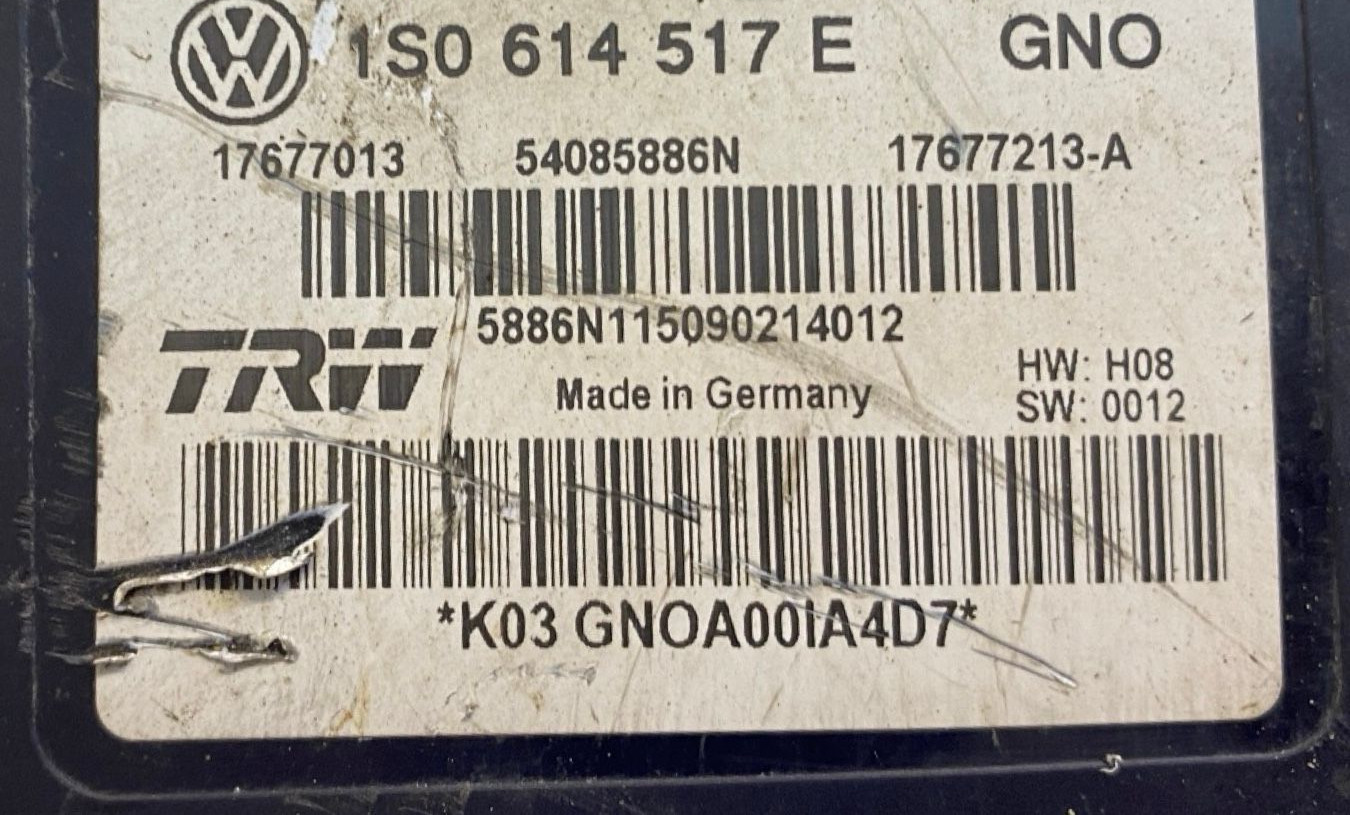 1S0 614 517 E GNO
17677013 54085886N 17677213-A
5886N115090214012
TRW
Made in Germany
HW: H08
SW: 0012
*K03 GNOA00IA4D7*